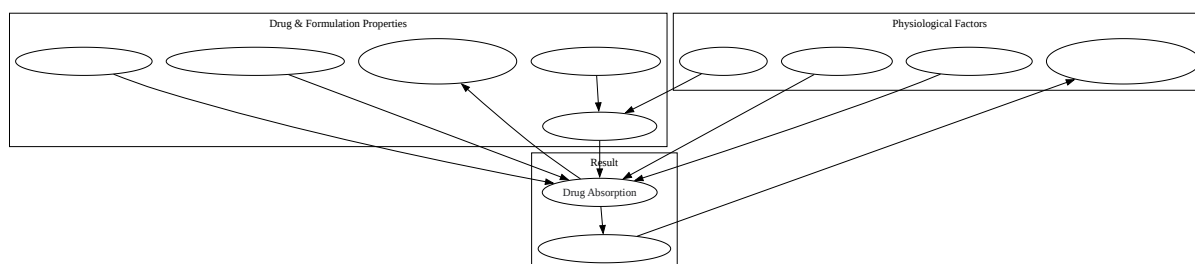 Drug & Formulation Properties
Physiological Factors
Result
Drug Absorption